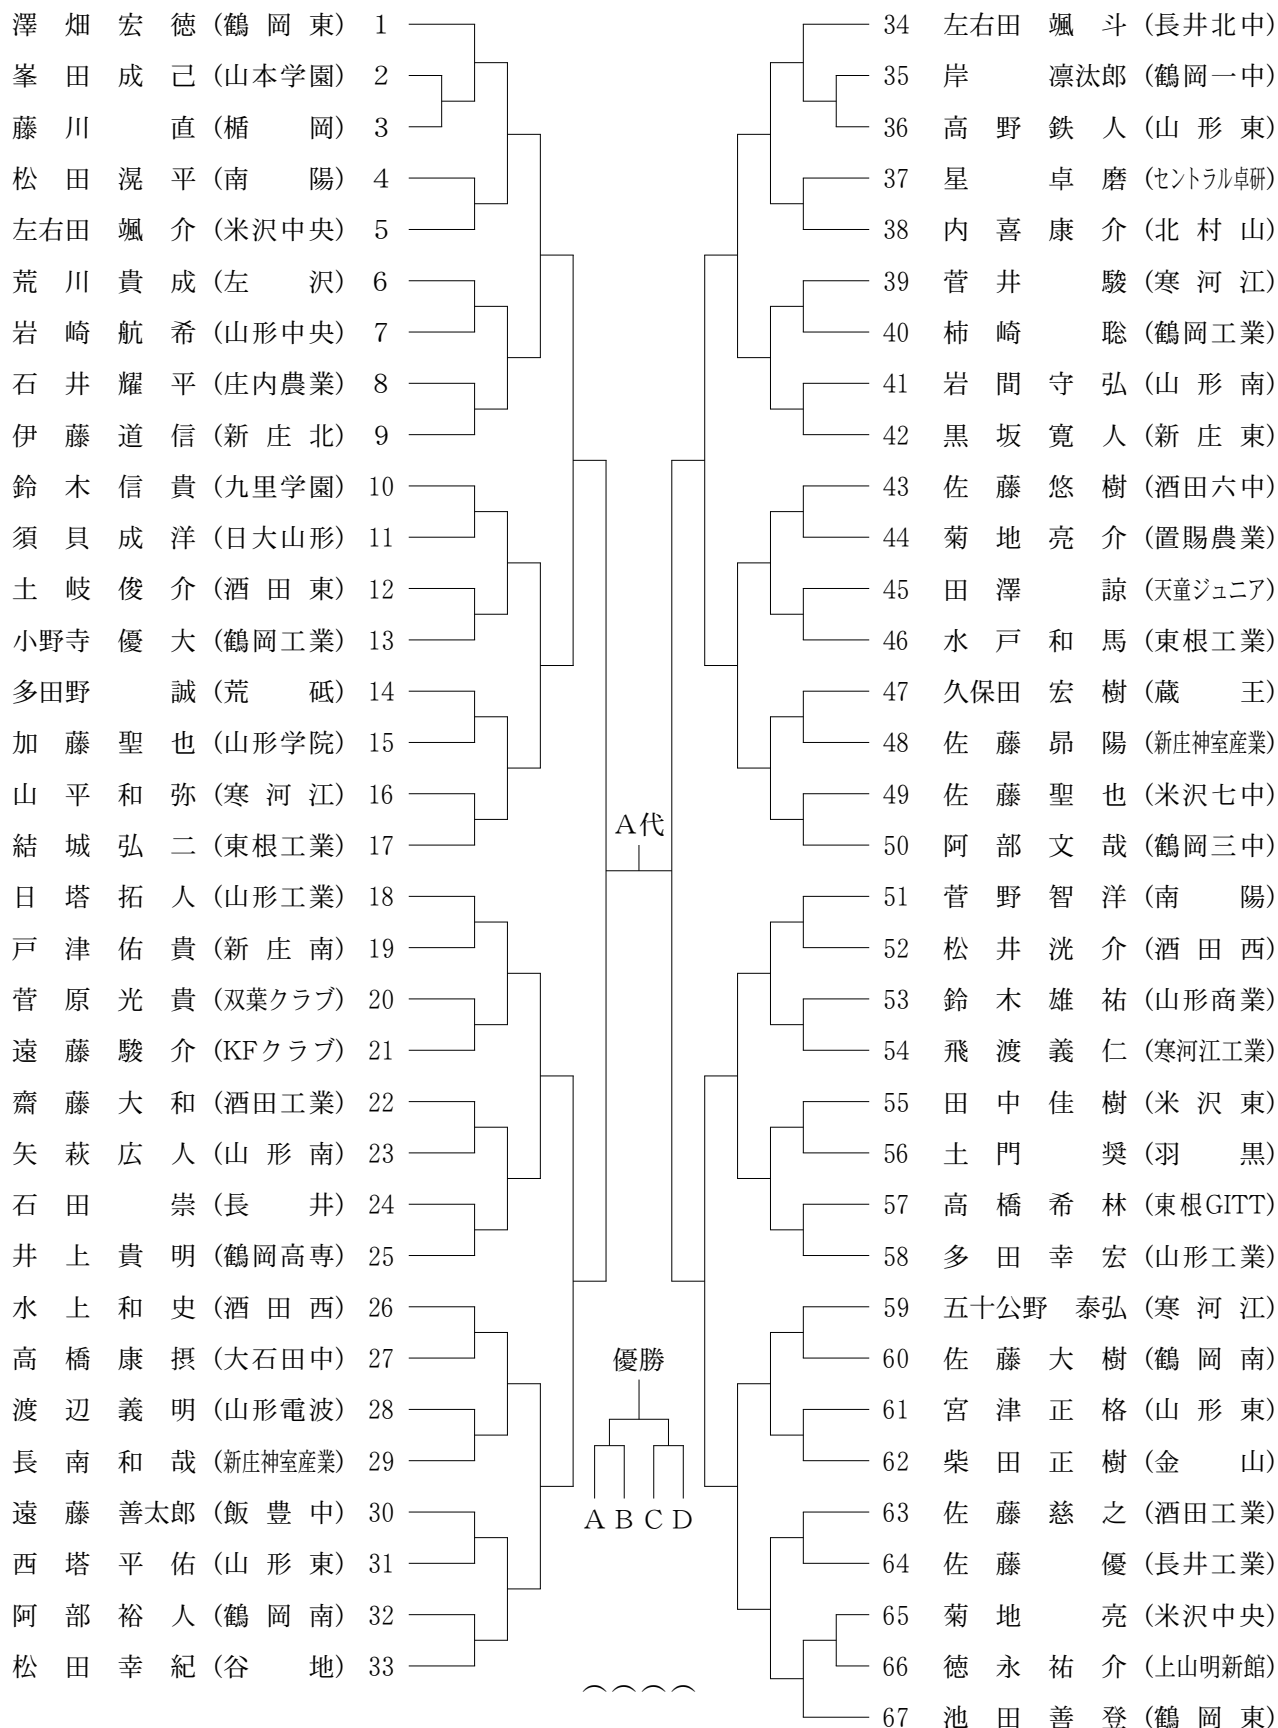 澤畑宏徳(鶴岡東) 1
峯田成己(山本学園) 2
藤川直(楯岡) 3
松田滉平(南陽) 4
左右田颯介(米沢中央) 5
荒川貴成(左沢) 6
岩崎航希(山形中央) 7
石井耀平(庄内農業) 8
伊藤道信(新庄北) 9
鈴木信貴(九里学園) 10
須貝成洋(日大山形) 11
土岐俊介(酒田東) 12
小野寺優大(鶴岡工業) 13
多田野誠(荒砥) 14
加藤聖也(山形学院) 15
山平和弥(寒河江) 16
結城弘二(東根工業) 17
日塔拓人(山形工業) 18
戸津佑貴(新庄南) 19
菅原光貴(双葉クラブ) 20
遠藤駿介(KFクラブ) 21
齋藤大和(酒田工業) 22
矢萩広人(山形南) 23
石田崇(長井) 24
井上貴明(鶴岡高専) 25
水上和史(酒田西) 26
高橋康摂(大石田中) 27
渡辺義明(山形電波) 28
長南和哉(新庄神室産業) 29
遠藤善太郎(飯豊中) 30
西塔平佑(山形東) 31
阿部裕人(鶴岡南) 32
松田幸紀(谷地) 33
A代
優勝
A B C D
34 左右田颯斗(長井北中)
35 岸凛汰郎(鶴岡一中)
36 高野鉄人(山形東)
37 星卓磨(セントラル卓研)
38 内喜康介(北村山)
39 菅井駿(寒河江)
40 柿崎聡(鶴岡工業)
41 岩間守弘(山形南)
42 黒坂寛人(新庄東)
43 佐藤悠樹(酒田六中)
44 菊地亮介(置賜農業)
45 田澤諒(天童ジュニア)
46 水戸和馬(東根工業)
47 久保田宏樹(蔵王)
48 佐藤昴陽(新庄神室産業)
49 佐藤聖也(米沢七中)
50 阿部文哉(鶴岡三中)
51 菅野智洋(南陽)
52 松井洸介(酒田西)
53 鈴木雄祐(山形商業)
54 飛渡義仁(寒河江工業)
55 田中佳樹(米沢東)
56 土門奨(羽黒)
57 高橋希林(東根GITT)
58 多田幸宏(山形工業)
59 五十公野泰弘(寒河江)
60 佐藤大樹(鶴岡南)
61 宮津正格(山形東)
62 柴田正樹(金山)
63 佐藤慈之(酒田工業)
64 佐藤優(長井工業)
65 菊地亮(米沢中央)
66 徳永祐介(上山明新館)
67 池田善登(鶴岡東)